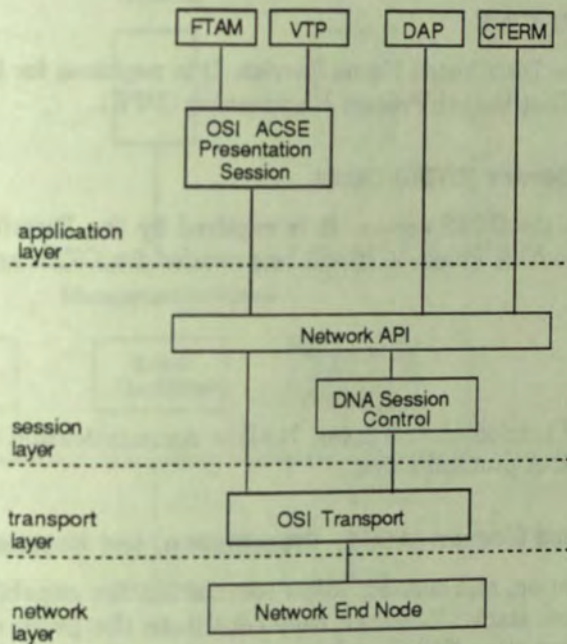 FTAM VTP DAP CTERM
OSI ACSE
Presentation
Session
application
layer
Network API
DNA Session
Control
session
layer
transport
layer
OSI Transport
network
layer
Network End Node